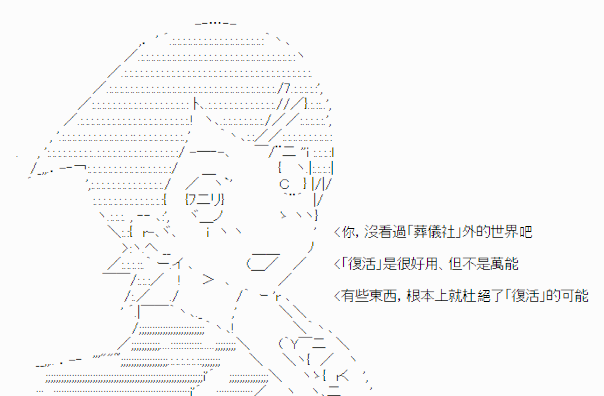 <你, 沒看過「葬儀社」外的世界吧
<「復活」是很好用、但不是萬能
<有些東西, 根本上就杜絕了「復活」的可能